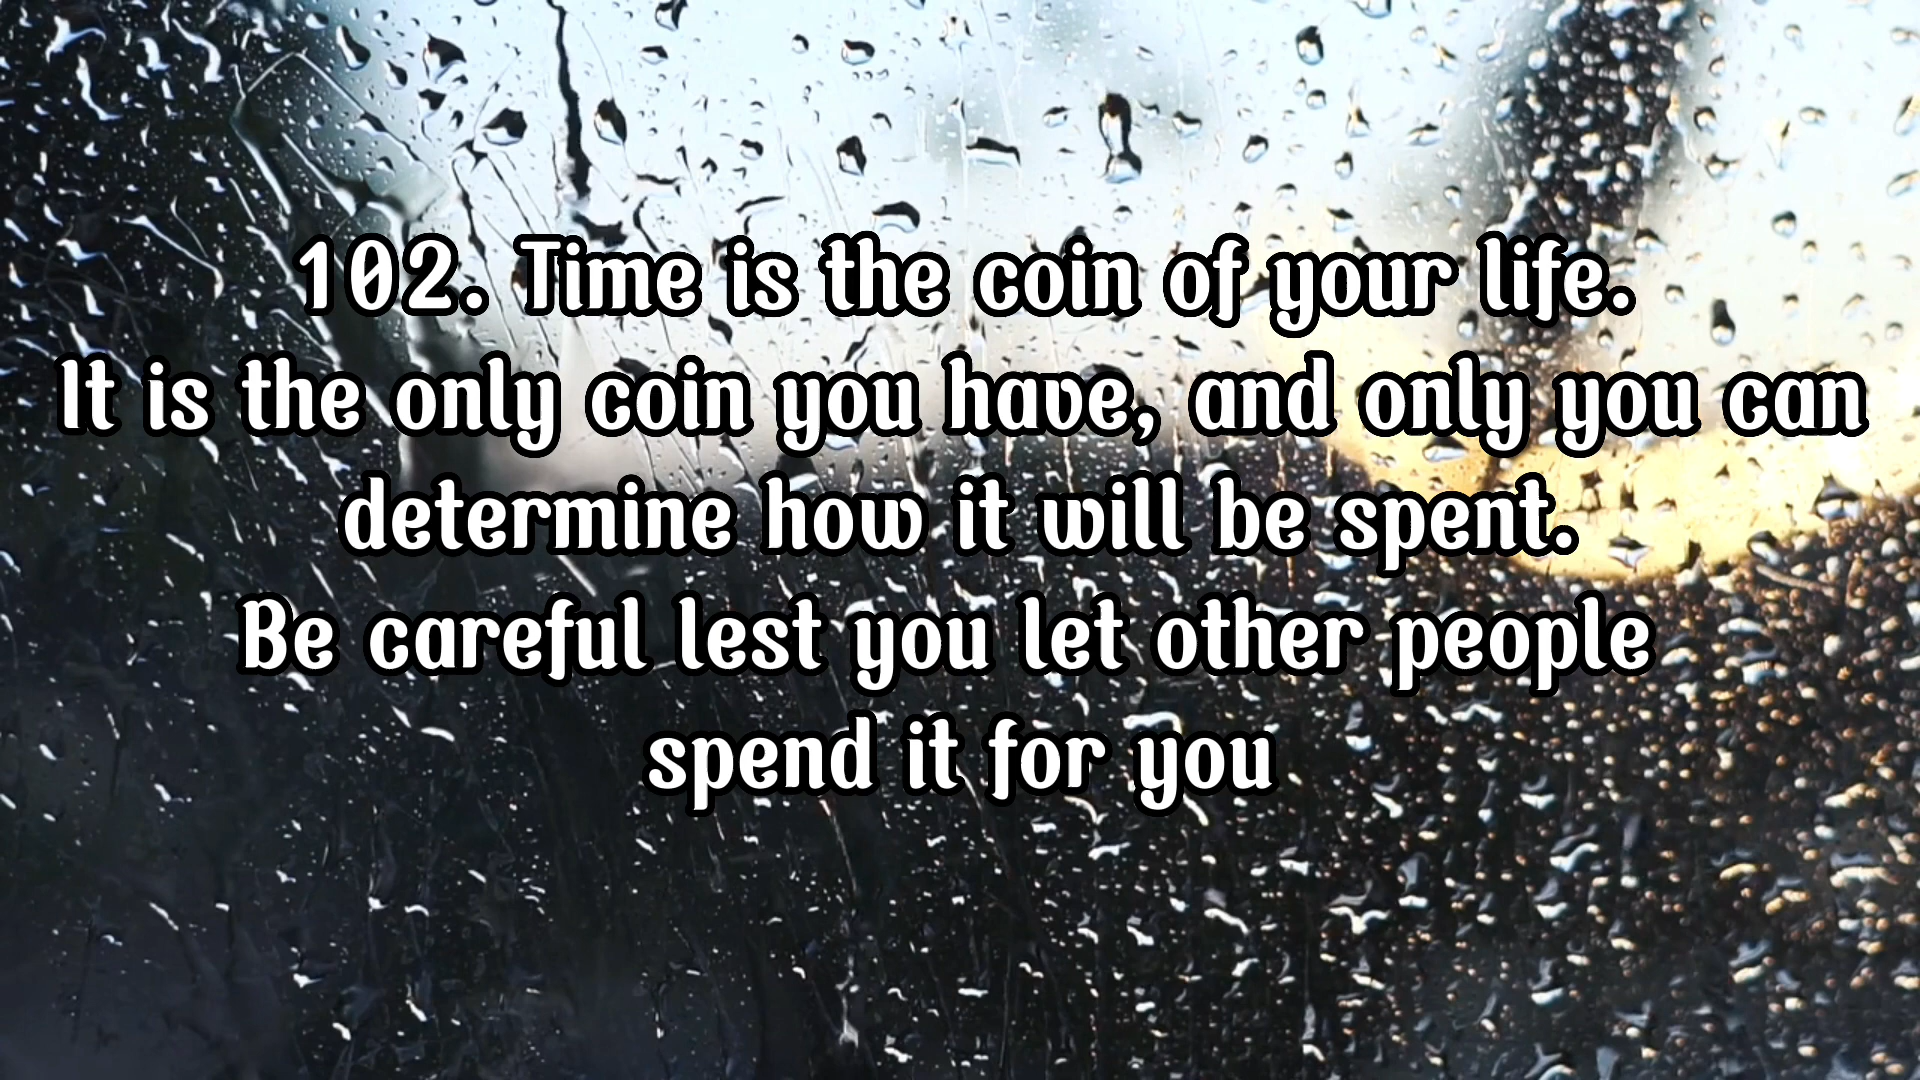 102. Time is the coin of your life.
It is the only coin you have, and only you can
determine how it will be spent.
Be careful lest you let other people
spend it for you